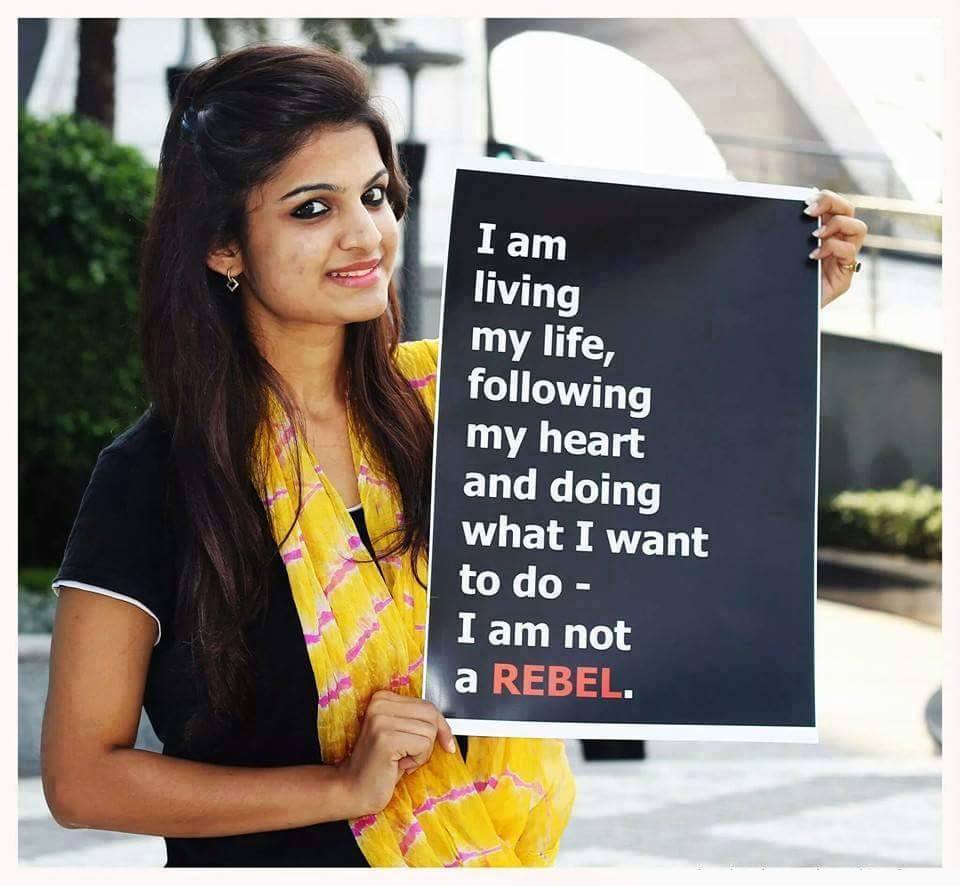 I am
living
my life,
following
my heart
and doing
what I want
to do -
I am not
a REBEL.